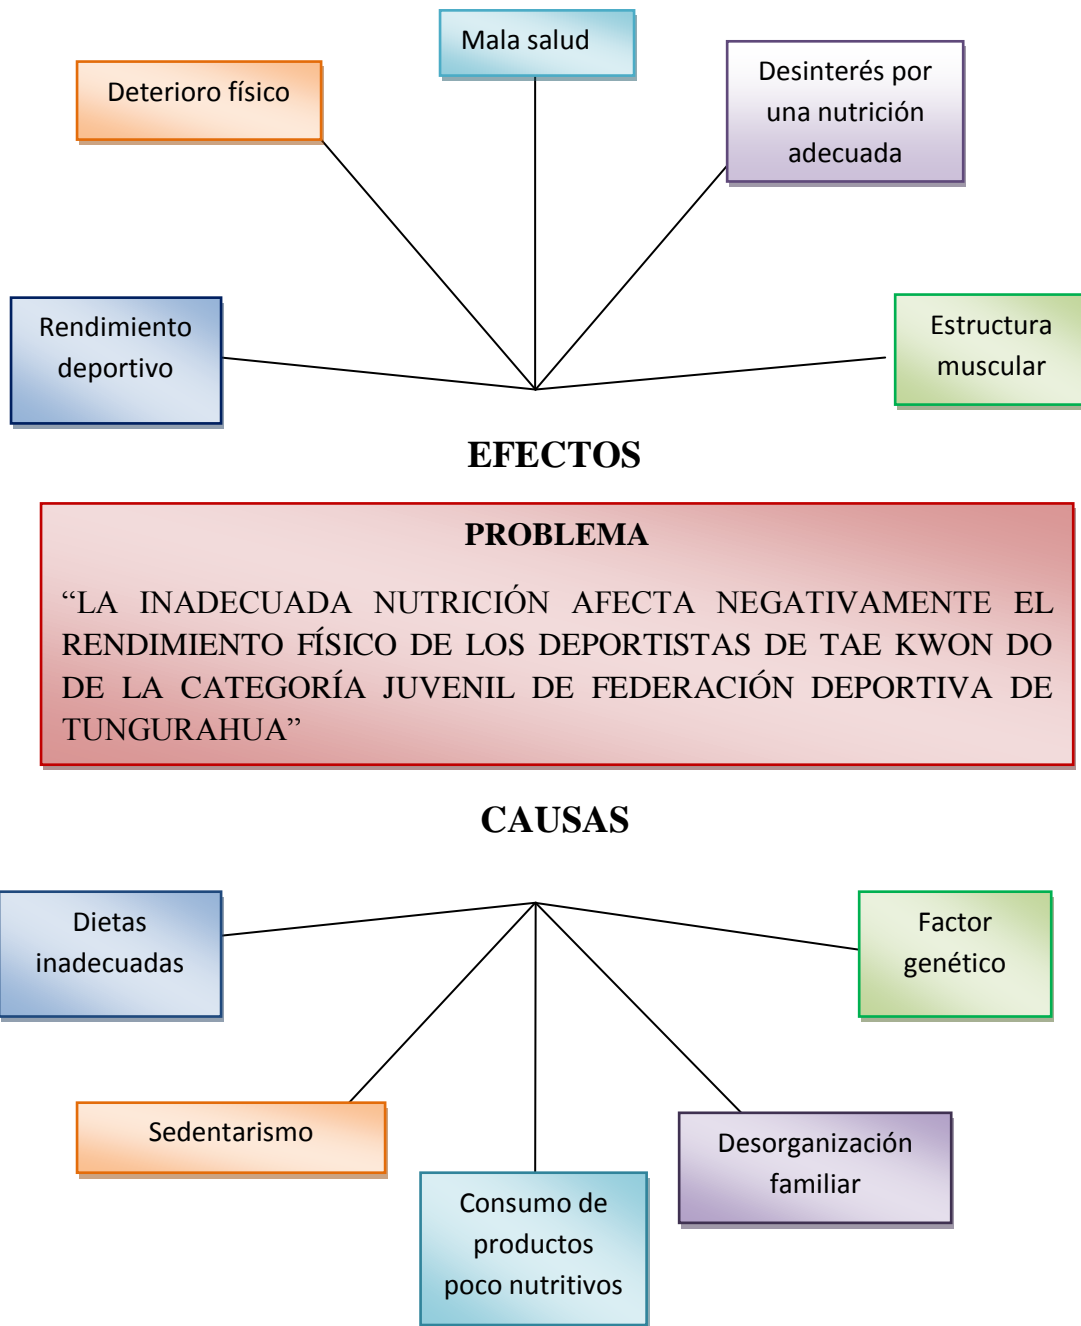 Mala salud
Deterioro físico
Desinterés por
una nutrición
adecuada
Rendimiento
deportivo
Estructura
muscular
EFECTOS
PROBLEMA
“LA INADECUADA NUTRICIÓN AFECTA NEGATIVAMENTE EL
RENDIMIENTO FÍSICO DE LOS DEPORTISTAS DE TAE KWON DO
DE LA CATEGORÍA JUVENIL DE FEDERACIÓN DEPORTIVA DE
TUNGURAHUA”
CAUSAS
Dietas
inadecuadas
Factor
genético
Sedentarismo
Desorganización
familiar
Consumo de
productos
poco nutritivos